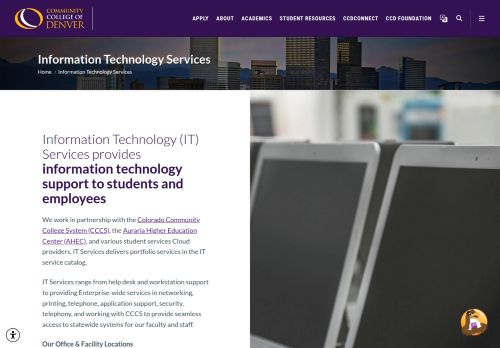 COMMUNITY
COLLEGE OF
DENVER
APPLY ABOUT ACADEMICS STUDENT RESOURCES CCDCONNECT CCD FOUNDATION
Information Technology Services
Home / Information Technology Services
Information Technology (IT)
Services provides
information technology
support to students and
employees
We work in partnership with the Colorado Community
College System (CCCS), the Auraria Higher Education
Center (AHEC), and various student services Cloud
providers. IT Services delivers portfolio services in the IT
service catalog.
IT Services range from help desk and workstation support
to providing Enterprise-wide services in networking,
printing, telephone, application support, security,
telephony, and working with CCCS to provide seamless
access to statewide systems for our faculty and staff.
Our Office & Facility Locations